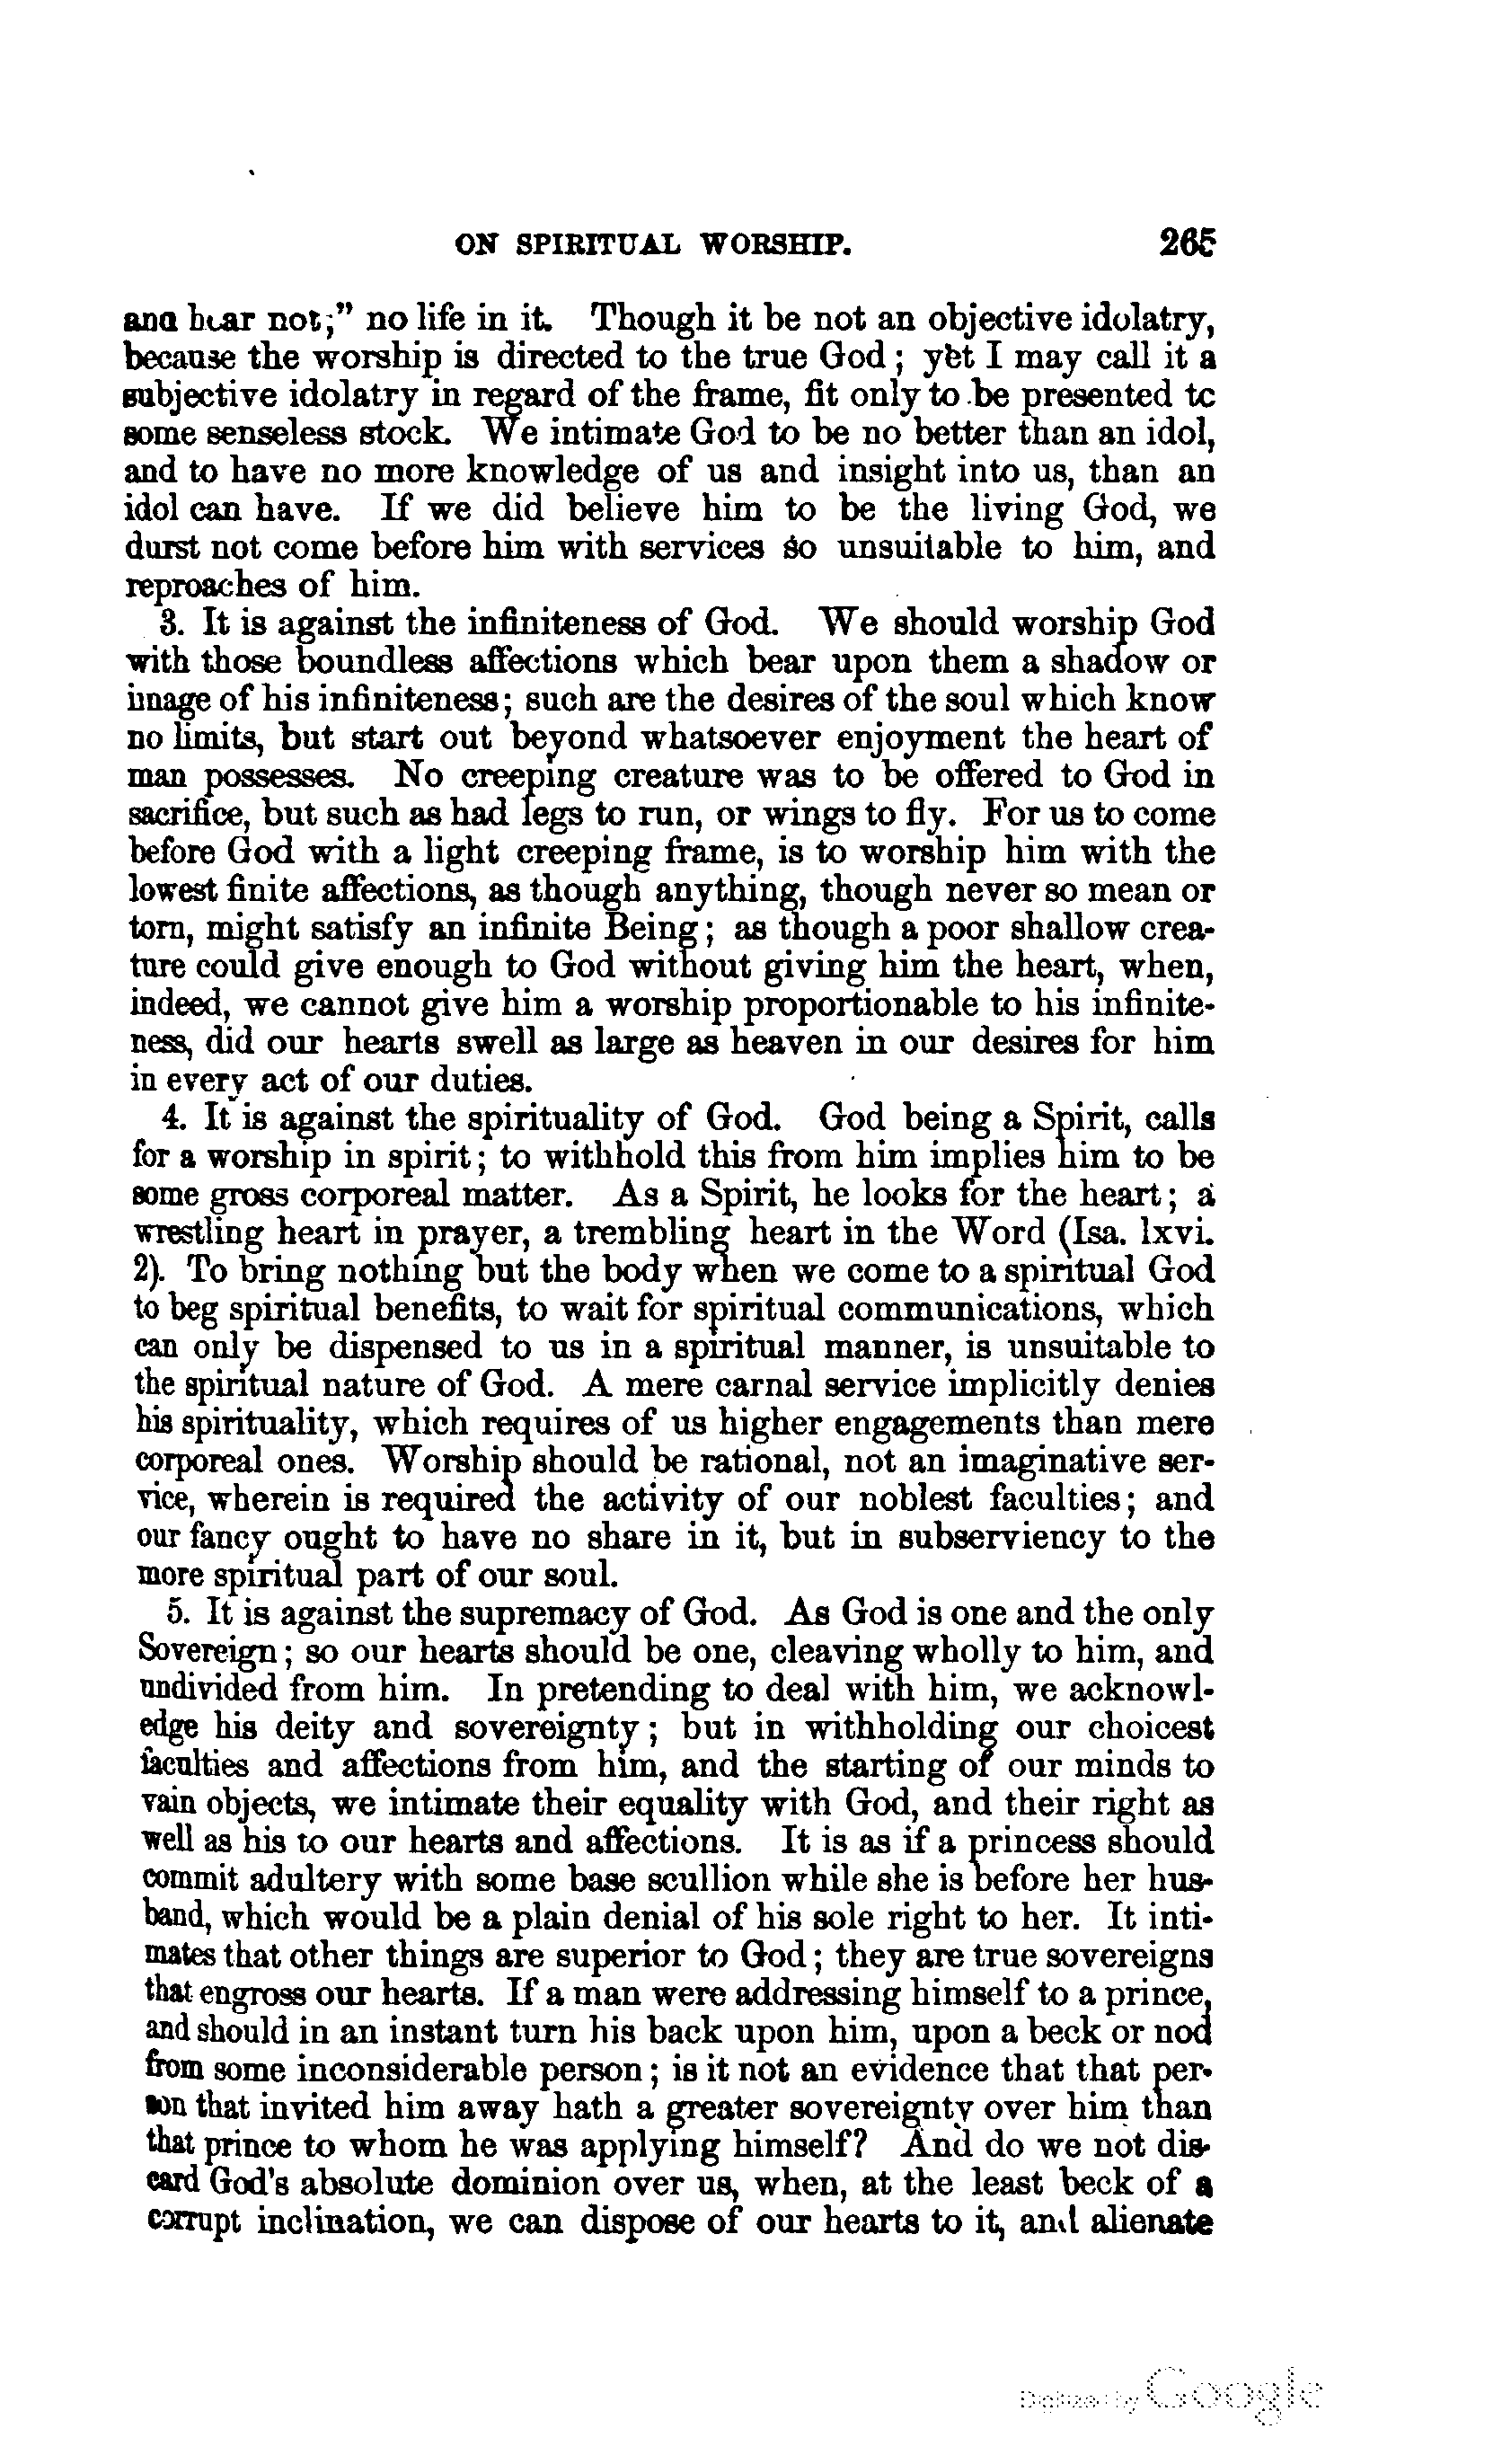 ON SPIRITUAL WORSHIP. 265
and hear not;" no life in it. Though it be not an objective idolatry,
because the worship is directed to the true God; yet I may call it a
subjective idolatry in regard of the frame, fit only to be presented to
some senseless stock. We intimate God to be no better than an idol,
and to have no more knowledge of us and insight into us, than an
idol can have. If we did believe him to be the living God, we
durst not come before him with services so unsuitable to him, and
reproaches of him.
3. It is against the infiniteness of God. We should worship God
with those boundless affections which bear upon them a shadow or
image of his infiniteness; such are the desires of the soul which know
no limits, but start out beyond whatsoever enjoyment the heart of
man possesses. No creeping creature was to be offered to God in
sacrifice, but such as had legs to run, or wings to fly. For us to come
before God with a light creeping frame, is to worship him with the
lowest finite affections, as though anything, though never so mean or
torn, might satisfy an infinite Being; as though a poor shallow crea-
ture could give enough to God without giving him the heart, when,
indeed, we cannot give him a worship proportionable to his infinite-
ness, did our hearts swell as large as heaven in our desires for him
in every act of our duties.
4. It is against the spirituality of God. God being a Spirit, calls
for a worship in spirit; to withhold this from him implies him to be
some gross corporeal matter. As a Spirit, he looks for the heart; a
wrestling heart in prayer, a trembling heart in the Word (Isa. lxvi.
2). To bring nothing but the body when we come to a spiritual God
to beg spiritual benefits, to wait for spiritual communications, which
can only be dispensed to us in a spiritual manner, is unsuitable to
the spiritual nature of God. A mere carnal service implicitly denies
his spirituality, which requires of us higher engagements than mere
corporeal ones. Worship should be rational, not an imaginative ser-
vice, wherein is required the activity of our noblest faculties; and
our fancy ought to have no share in it, but in subserviency to the
more spiritual part of our soul.
5. It is against the supremacy of God. As God is one and the only
Sovereign; so our hearts should be one, cleaving wholly to him, and
undivided from him. In pretending to deal with him, we acknowl-
edge his deity and sovereignty; but in withholding our choicest
faculties and affections from him, and the starting of our minds to
vain objects, we intimate their equality with God, and their right as
well as his to our hearts and affections. It is as if a princess should
commit adultery with some base scullion while she is before her hus-
band, which would be a plain denial of his sole right to her. It inti-
mates that other things are superior to God; they are true sovereigns
that engross our hearts. If a man were addressing himself to a prince,
and should in an instant turn his back upon him, upon a beck or nod
from some inconsiderable person; is it not an evidence that that per-
son that invited him away hath a greater sovereignty over him than
that prince to whom he was applying himself? And do we not dis-
card God's absolute dominion over us, when, at the least beck of a
corrupt inclination, we can dispose of our hearts to it, and alienate
Digitized by Google